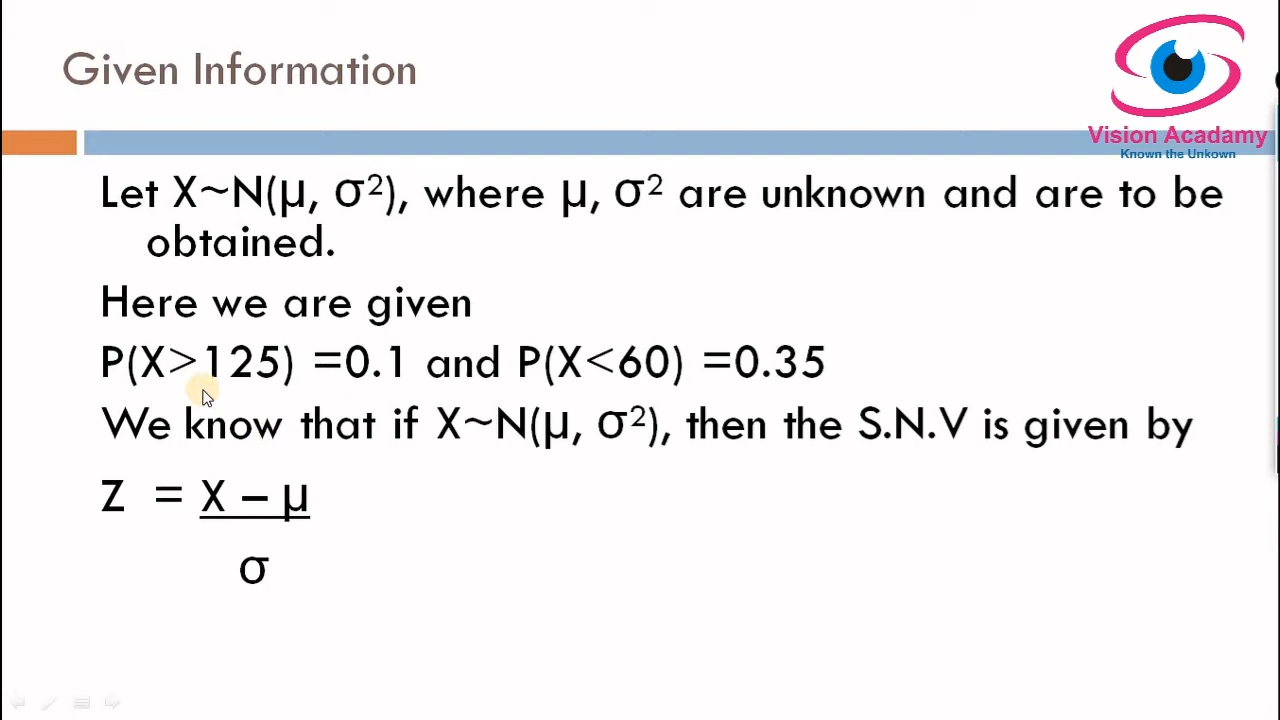 Given Information
Vision Acadamy
Known the Unkown
Let X~N(μ, σ²), where μ, σ² are unknown and are to be
obtained.
Here we are given
P(X>125) =0.1 and P(X<60) =0.35
We know that if X~N(μ, σ²), then the S.N.V is given by
Z = X – μ
σ